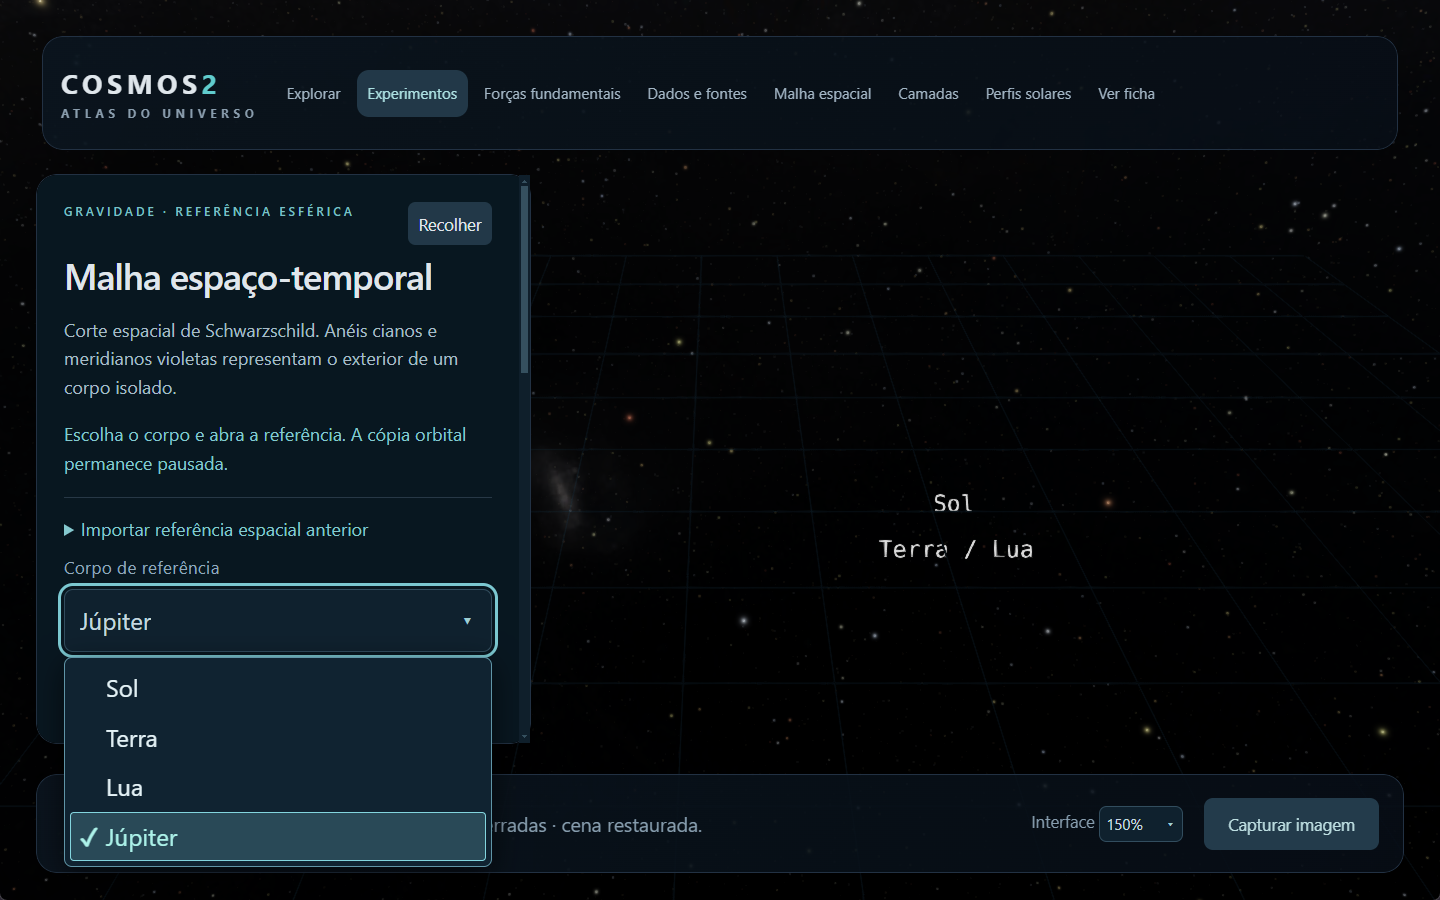 COSMOS2
ATLAS DO UNIVERSO
Explorar
Experimentos
Forças fundamentais
Dados e fontes
Malha espacial
Camadas
Perfis solares
Ver ficha
GRAVIDADE · REFERÊNCIA ESFÉRICA
Recolher
Malha espaço-temporal
Corte espacial de Schwarzschild. Anéis cianos e
meridianos violetas representam o exterior de um
corpo isolado.
Escolha o corpo e abra a referência. A cópia orbital
permanece pausada.
Importar referência espacial anterior
Corpo de referência
Júpiter
Sol
Terra
Lua
Júpiter
Sol
Terra / Lua
· cena restaurada.
Interface
150%
Capturar imagem